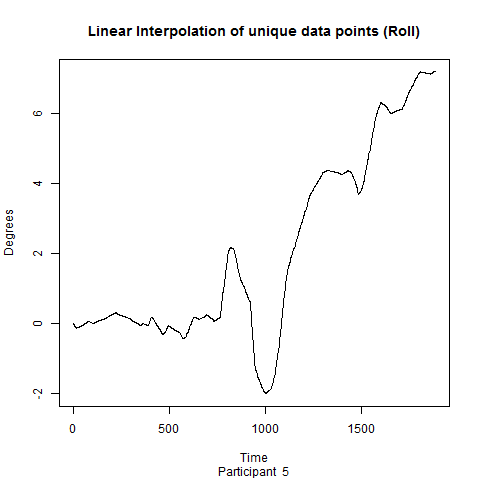 Linear Interpolation of unique data points (Roll)
Degrees
6
4
2
0
-2
0 500 1000 1500
Time
Participant 5